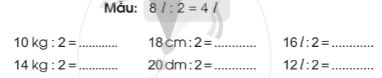 Mẫu: 8 l : 2 = 4 l
10 kg : 2 = ............ 18 cm : 2 = ............. 16 l : 2 = .............
14 kg : 2 = ............ 20 dm : 2 = ............. 12 l : 2 = .............